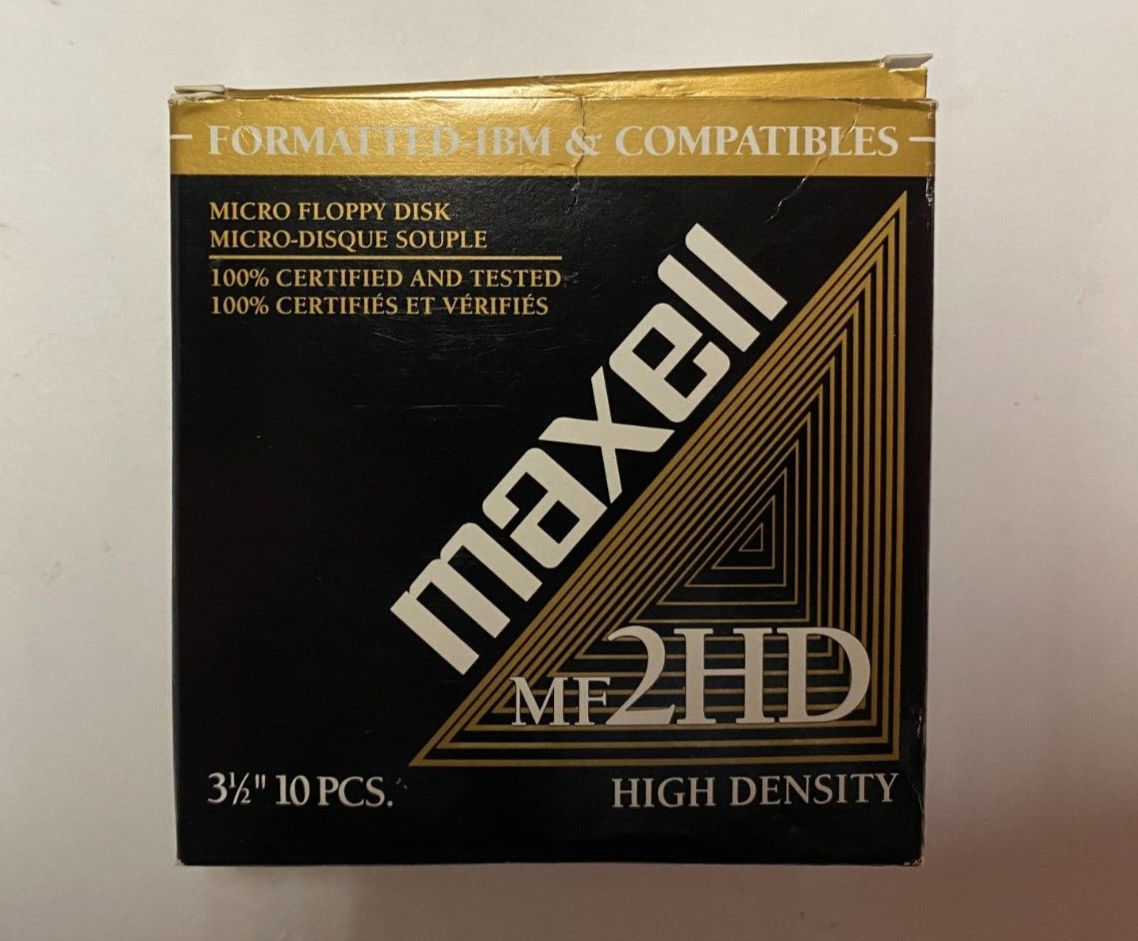 FORMATTED-IBM & COMPATIBLES
MICRO FLOPPY DISK
MICRO-DISQUE SOUPLE
100% CERTIFIED AND TESTED
100% CERTIFIÉS ET VÉRIFIÉS
maxell
MF2HD
3½" 10 PCS.
HIGH DENSITY